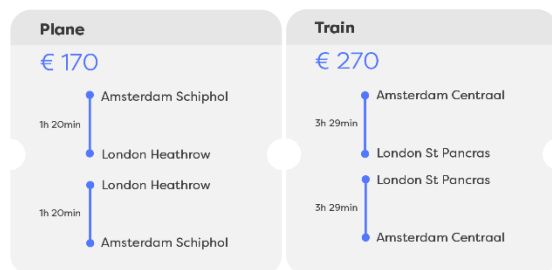 Plane
€ 170
Amsterdam Schiphol
1h 20min
London Heathrow
London Heathrow
1h 20min
Amsterdam Schiphol
Train
€ 270
Amsterdam Centraal
3h 29min
London St Pancras
London St Pancras
3h 29min
Amsterdam Centraal